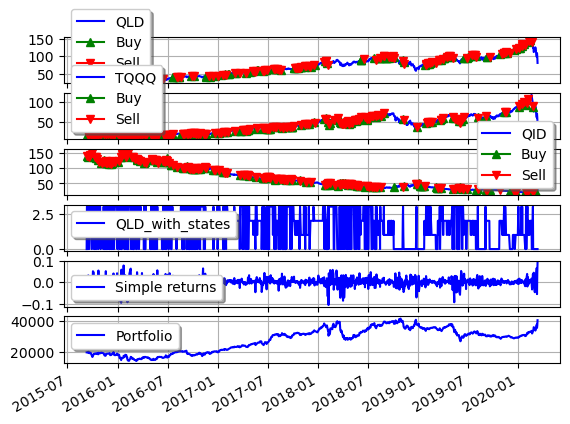 QLD
Buy
Sell
150
100
50
TQQQ
Buy
Sell
100
50
QID
Buy
Sell
150
100
50
QLD_with_states
2.5
0.0
Simple returns
0.1
0.0
−0.1
Portfolio
40000
20000
2015-07
2016-01
2016-07
2017-01
2017-07
2018-01
2018-07
2019-01
2019-07
2020-01